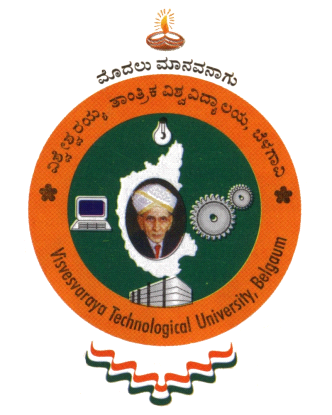 ಮೊದಲು ಮಾನವನಾಗು
ವಿಶ್ವೇಶ್ವರಯ್ಯ ತಾಂತ್ರಿಕ ವಿಶ್ವವಿದ್ಯಾಲಯ, ಬೆಳಗಾವಿ
Visvesvaraya Technological University, Belgaum